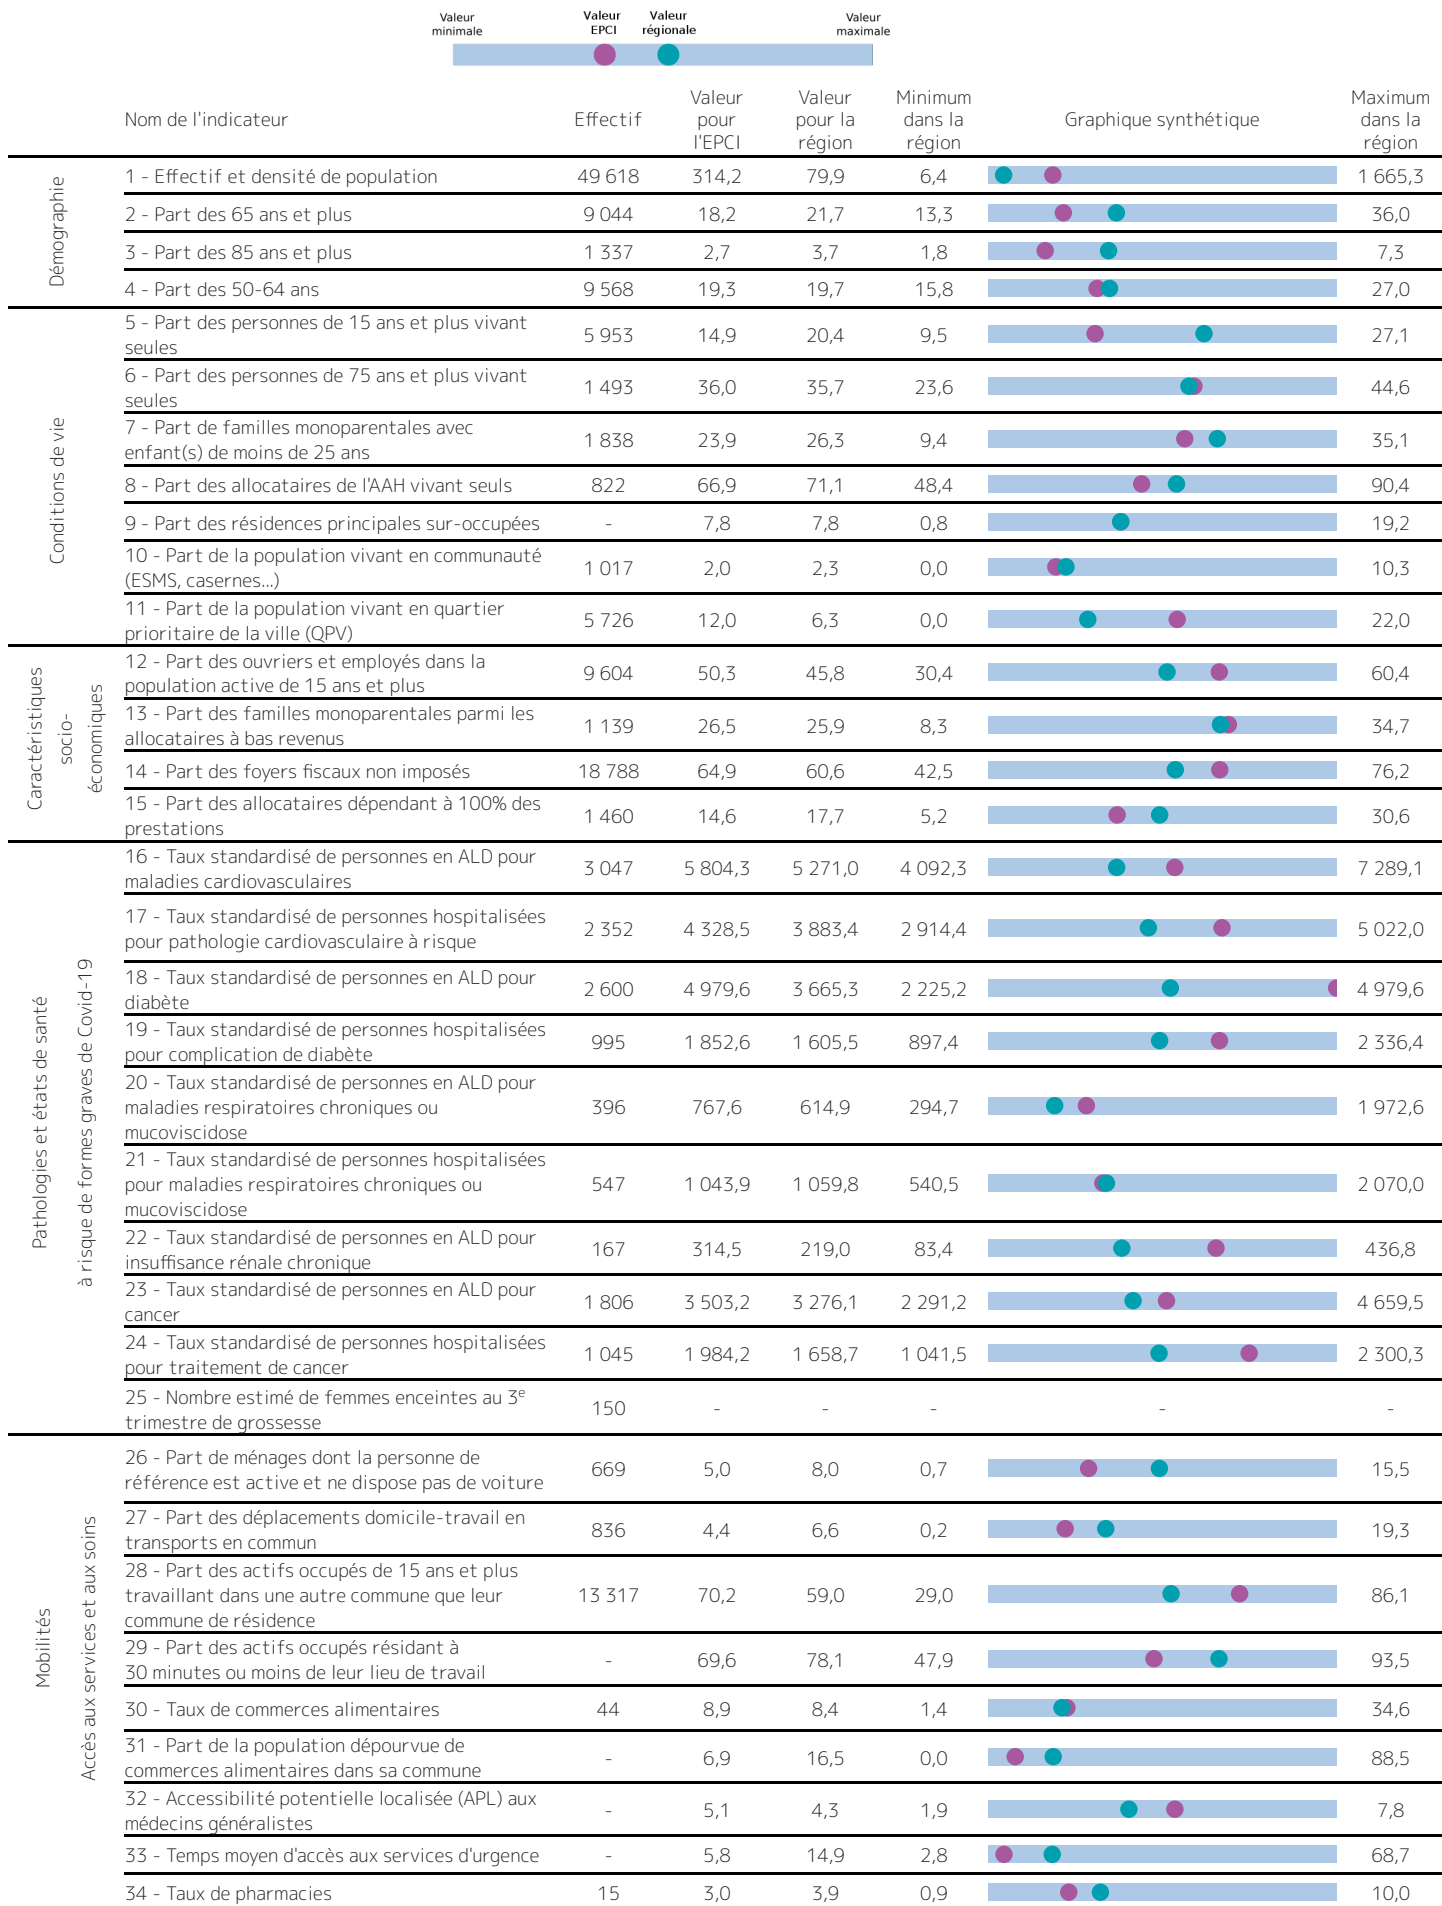 Valeur minimale
Valeur EPCI
Valeur régionale
Valeur maximale
Nom de l'indicateur Effectif Valeur pour l'EPCI Valeur pour la région Minimum dans la région Graphique synthétique Maximum dans la région
Démographie
1 - Effectif et densité de population 49 618 314,2 79,9 6,4 1 665,3
2 - Part des 65 ans et plus 9 044 18,2 21,7 13,3 36,0
3 - Part des 85 ans et plus 1 337 2,7 3,7 1,8 7,3
4 - Part des 50-64 ans 9 568 19,3 19,7 15,8 27,0
Conditions de vie
5 - Part des personnes de 15 ans et plus vivant
seules 5 953 14,9 20,4 9,5 27,1
6 - Part des personnes de 75 ans et plus vivant
seules 1 493 36,0 35,7 23,6 44,6
7 - Part de familles monoparentales avec
enfant(s) de moins de 25 ans 1 838 23,9 26,3 9,4 35,1
8 - Part des allocataires de l'AAH vivant seuls 822 66,9 71,1 48,4 90,4
9 - Part des résidences principales sur-occupées - 7,8 7,8 0,8 19,2
10 - Part de la population vivant en communauté
(ESMS, casernes...) 1 017 2,0 2,3 0,0 10,3
11 - Part de la population vivant en quartier
prioritaire de la ville (QPV) 5 726 12,0 6,3 0,0 22,0
Caractéristiques
socio-
économiques
12 - Part des ouvriers et employés dans la
population active de 15 ans et plus 9 604 50,3 45,8 30,4 60,4
13 - Part des familles monoparentales parmi les
allocataires à bas revenus 1 139 26,5 25,9 8,3 34,7
14 - Part des foyers fiscaux non imposés 18 788 64,9 60,6 42,5 76,2
15 - Part des allocataires dépendant à 100% des
prestations 1 460 14,6 17,7 5,2 30,6
Pathologies et états de santé
à risque de formes graves de Covid-19
16 - Taux standardisé de personnes en ALD pour
maladies cardiovasculaires 3 047 5 804,3 5 271,0 4 092,3 7 289,1
17 - Taux standardisé de personnes hospitalisées
pour pathologie cardiovasculaire à risque 2 352 4 328,5 3 883,4 2 914,4 5 022,0
18 - Taux standardisé de personnes en ALD pour
diabète 2 600 4 979,6 3 665,3 2 225,2 4 979,6
19 - Taux standardisé de personnes hospitalisées
pour complication de diabète 995 1 852,6 1 605,5 897,4 2 336,4
20 - Taux standardisé de personnes en ALD pour
maladies respiratoires chroniques ou
mucoviscidose 396 767,6 614,9 294,7 1 972,6
21 - Taux standardisé de personnes hospitalisées
pour maladies respiratoires chroniques ou
mucoviscidose 547 1 043,9 1 059,8 540,5 2 070,0
22 - Taux standardisé de personnes en ALD pour
insuffisance rénale chronique 167 314,5 219,0 83,4 436,8
23 - Taux standardisé de personnes en ALD pour
cancer 1 806 3 503,2 3 276,1 2 291,2 4 659,5
24 - Taux standardisé de personnes hospitalisées
pour traitement de cancer 1 045 1 984,2 1 658,7 1 041,5 2 300,3
25 - Nombre estimé de femmes enceintes au 3e
trimestre de grossesse 150 - - - - -
Mobilités
Accès aux services et aux soins
26 - Part de ménages dont la personne de
référence est active et ne dispose pas de voiture 669 5,0 8,0 0,7 15,5
27 - Part des déplacements domicile-travail en
transports en commun 836 4,4 6,6 0,2 19,3
28 - Part des actifs occupés de 15 ans et plus
travaillant dans une autre commune que leur
commune de résidence 13 317 70,2 59,0 29,0 86,1
29 - Part des actifs occupés résidant à
30 minutes ou moins de leur lieu de travail - 69,6 78,1 47,9 93,5
30 - Taux de commerces alimentaires 44 8,9 8,4 1,4 34,6
31 - Part de la population dépourvue de
commerces alimentaires dans sa commune - 6,9 16,5 0,0 88,5
32 - Accessibilité potentielle localisée (APL) aux
médecins généralistes - 5,1 4,3 1,9 7,8
33 - Temps moyen d'accès aux services d'urgence - 5,8 14,9 2,8 68,7
34 - Taux de pharmacies 15 3,0 3,9 0,9 10,0